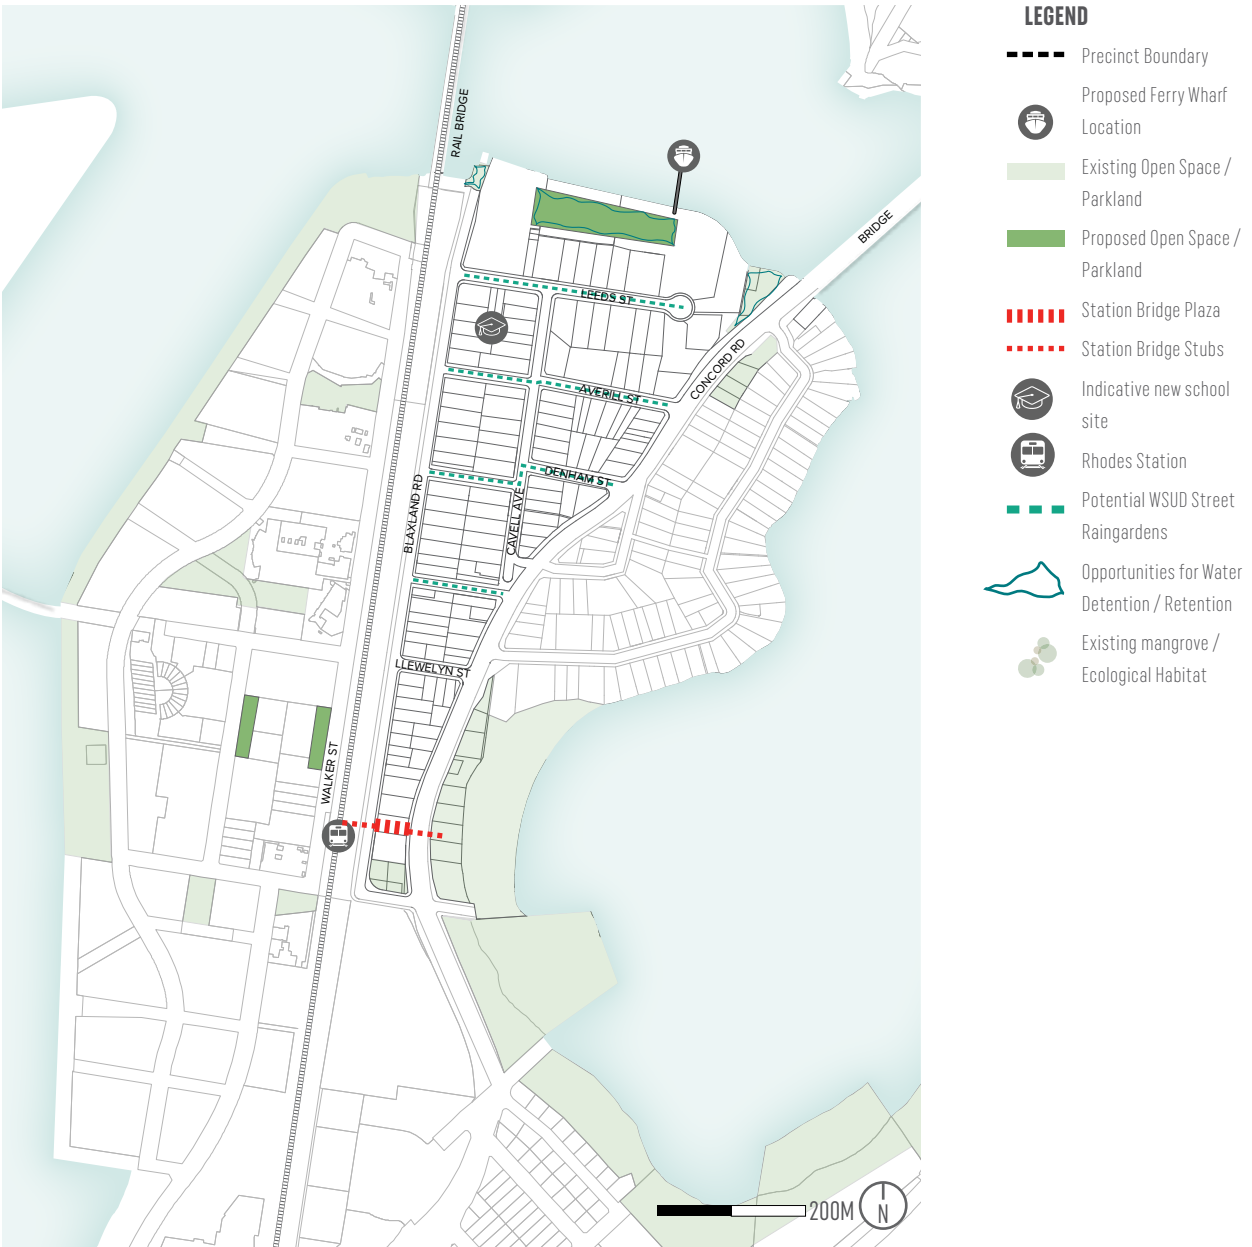 LEGEND
Precinct Boundary
Proposed Ferry Wharf
Location
Existing Open Space /
Parkland
Proposed Open Space /
Parkland
Station Bridge Plaza
Station Bridge Stubs
Indicative new school
site
Rhodes Station
Potential WSUD Street
Raingardens
Opportunities for Water
Detention / Retention
Existing mangrove /
Ecological Habitat
RAIL BRIDGE
BRIDGE
LEEDS ST
CONCORD RD
AVERILL ST
DENHAM ST
BLAXLAND RD
CAVELL AVE
LLEWELYN ST
WALKER ST
200M
N